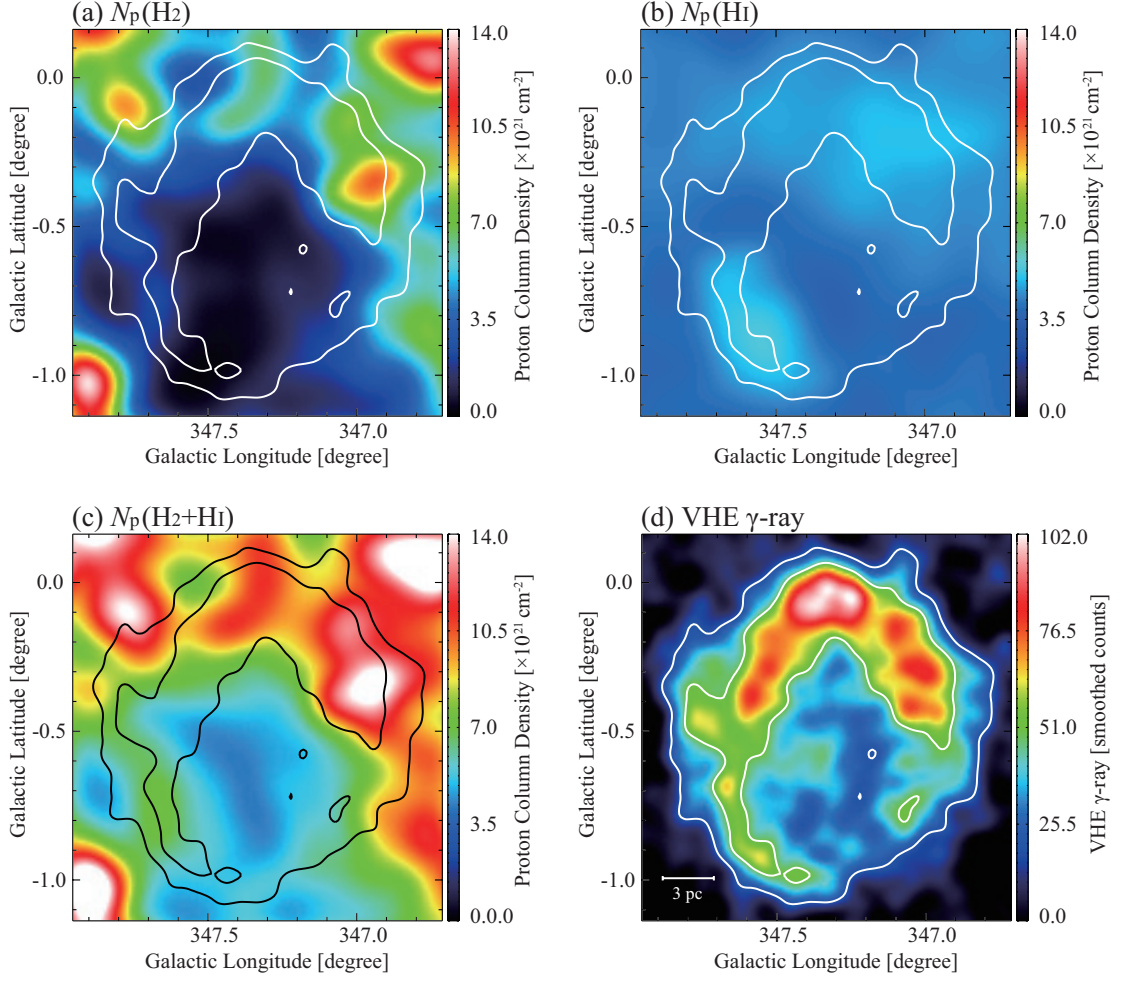 (a) Np(H2)
14.0
10.5
7.0
3.5
0.0
Proton Column Density [×10²¹ cm⁻²]
0.0
-0.5
-1.0
Galactic Latitude [degree]
347.5 347.0
Galactic Longitude [degree]
(b) Np(HI)
14.0
10.5
7.0
3.5
0.0
Proton Column Density [×10²¹ cm⁻²]
0.0
-0.5
-1.0
Galactic Latitude [degree]
347.5 347.0
Galactic Longitude [degree]
(c) Np(H2+HI)
14.0
10.5
7.0
3.5
0.0.0
Proton Column Density [×10²¹ cm⁻²]
0.0
-0.5
-1.0
Galactic Latitude [degree]
347.5 347.0
Galactic Longitude [degree]
(d) VHE γ-ray
102.0
76.5
51.0
25.5
0.0
VHE γ-ray [smoothed counts]
0.0
-0.5
-1.0
Galactic Latitude [degree]
3 pc
347.5 347.0
Galactic Longitude [degree]